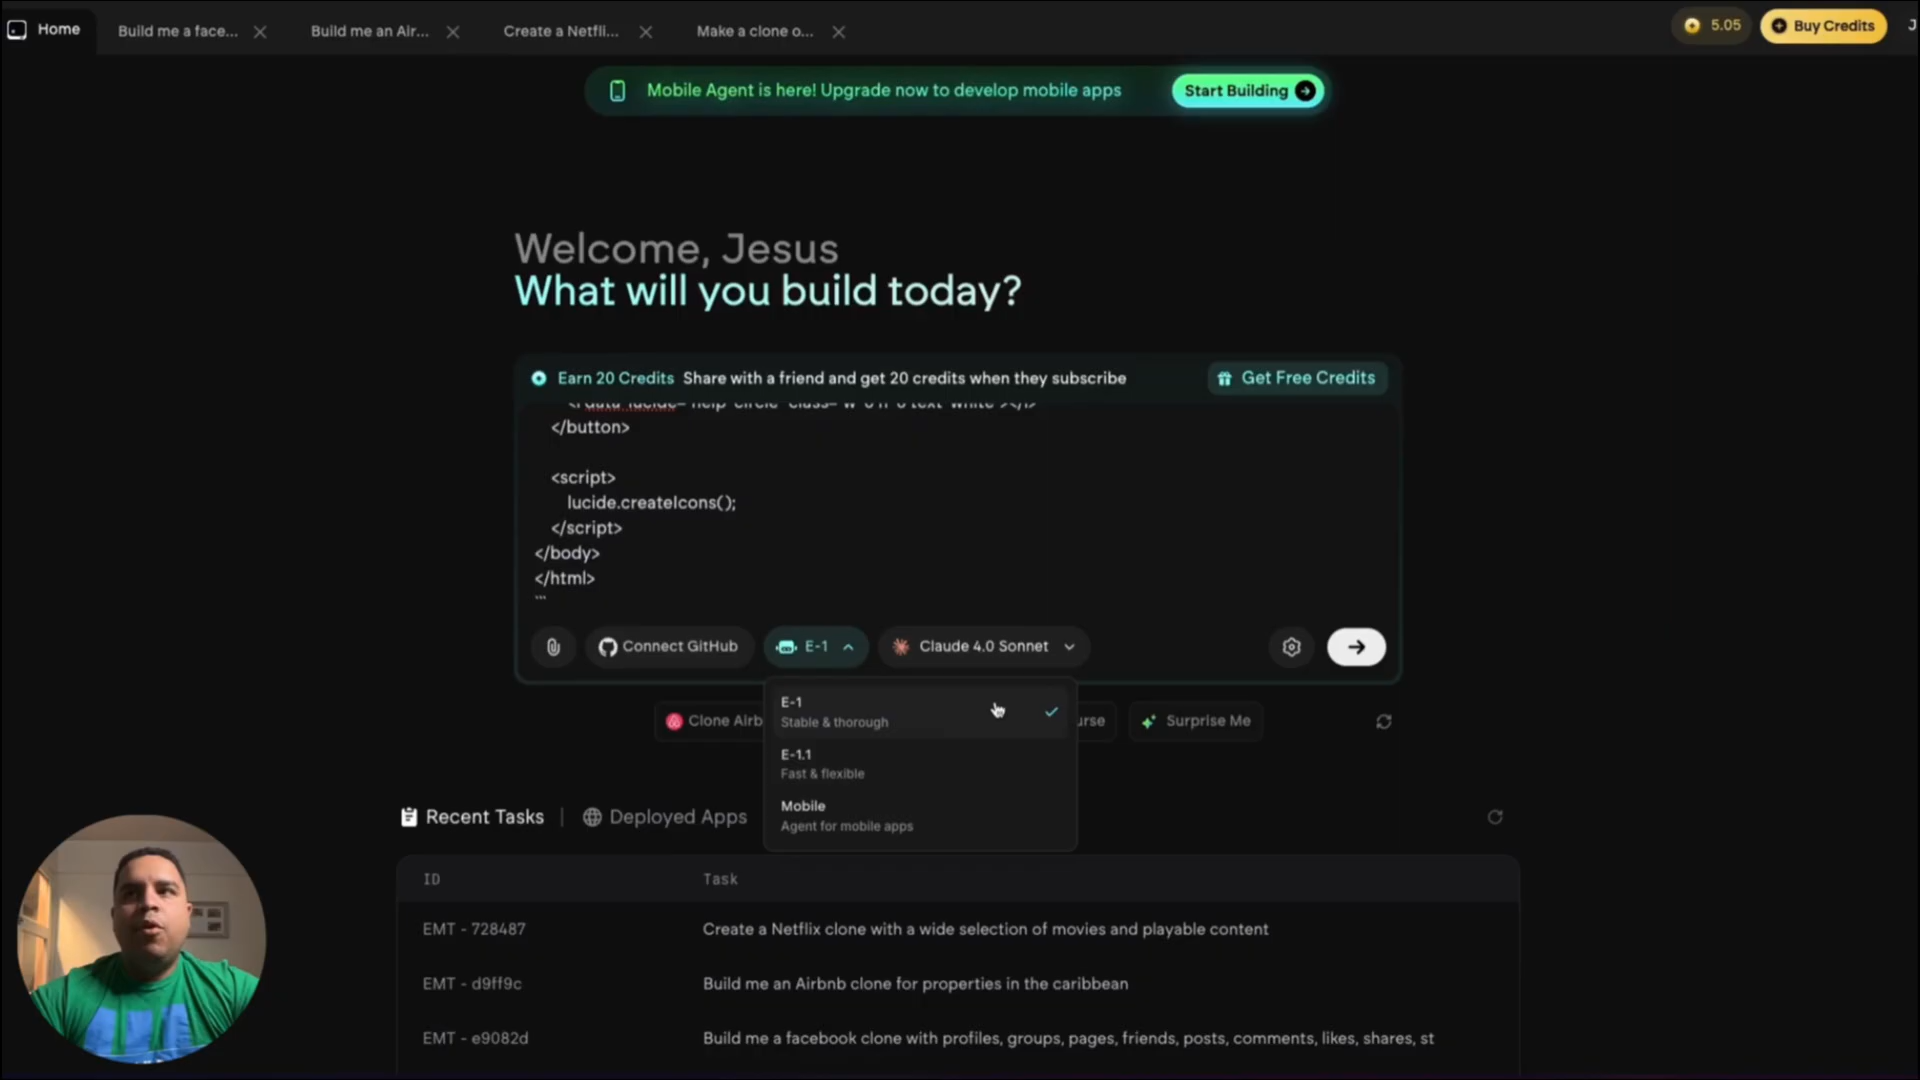 Home
Build me a face...
Build me an Air...
Create a Netfli...
Make a clone o...
5.05
Buy Credits
J
Mobile Agent is here! Upgrade now to develop mobile apps
Start Building
Welcome, Jesus
What will you build today?
Earn 20 Credits Share with a friend and get 20 credits when they subscribe
Get Free Credits
</button>
<script>
lucide.createIcons();
</script>
</body>
</html>
```
Connect GitHub
E-1
Claude 4.0 Sonnet
E-1
Stable & thorough
E-1.1
Fast & flexible
Mobile
Agent for mobile apps
Clone Airb
urse
Surprise Me
Recent Tasks
Deployed Apps
ID
Task
EMT - 728487
Create a Netflix clone with a wide selection of movies and playable content
EMT - d9ff9c
Build me an Airbnb clone for properties in the caribbean
EMT - e9082d
Build me a facebook clone with profiles, groups, pages, friends, posts, comments, likes, shares, st